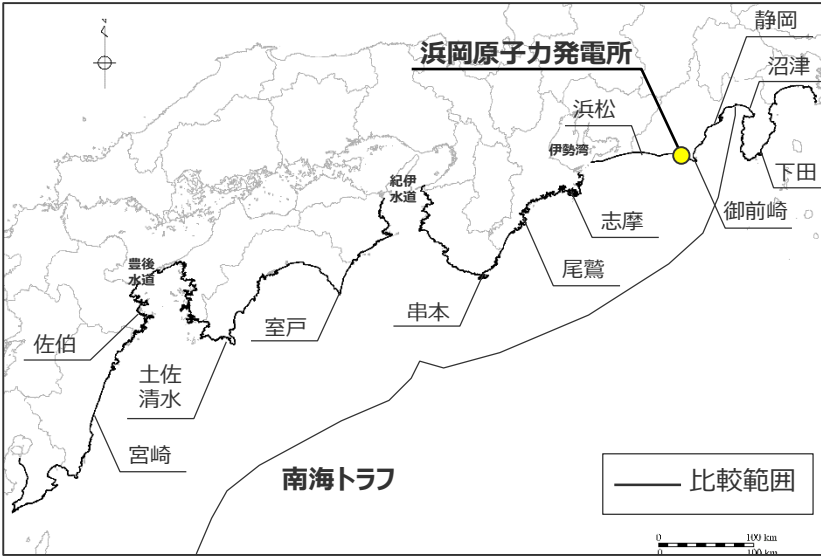 静岡
浜岡原子力発電所
沼津
浜松
伊勢湾
紀伊
水道
下田
志摩
御前崎
豊後
水道
尾鷲
室戸
串本
佐伯
土佐
清水
宮崎
南海トラフ
比較範囲
0 100 km
0 100 km